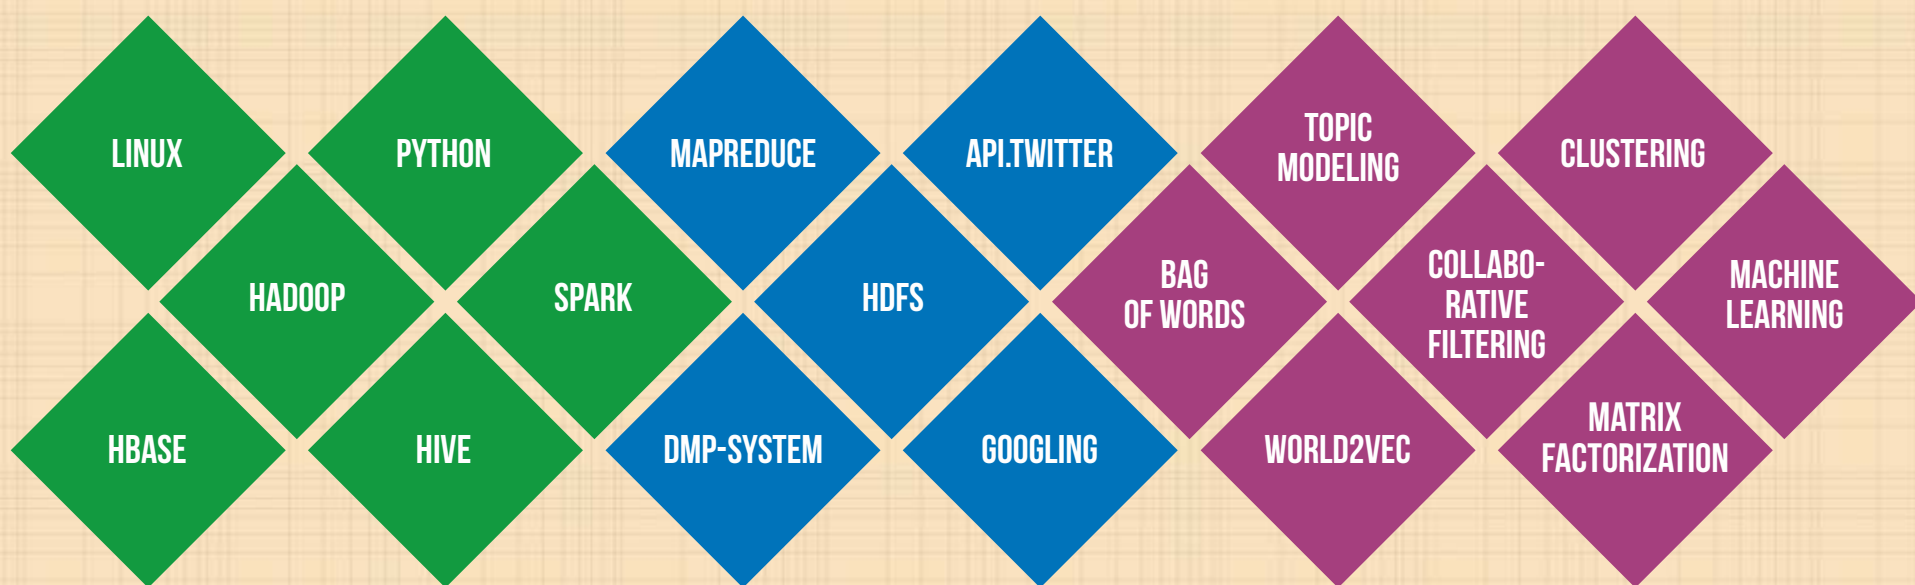 LINUX
PYTHON
MAPREDUCE
API.TWITTER
TOPIC
MODELING
CLUSTERING
HADOOP
SPARK
HDFS
BAG
OF WORDS
COLLABO-
RATIVE
FILTERING
MACHINE
LEARNING
HBASE
HIVE
DMP-SYSTEM
GOOGLING
WORLD2VEC
MATRIX
FACTORIZATION